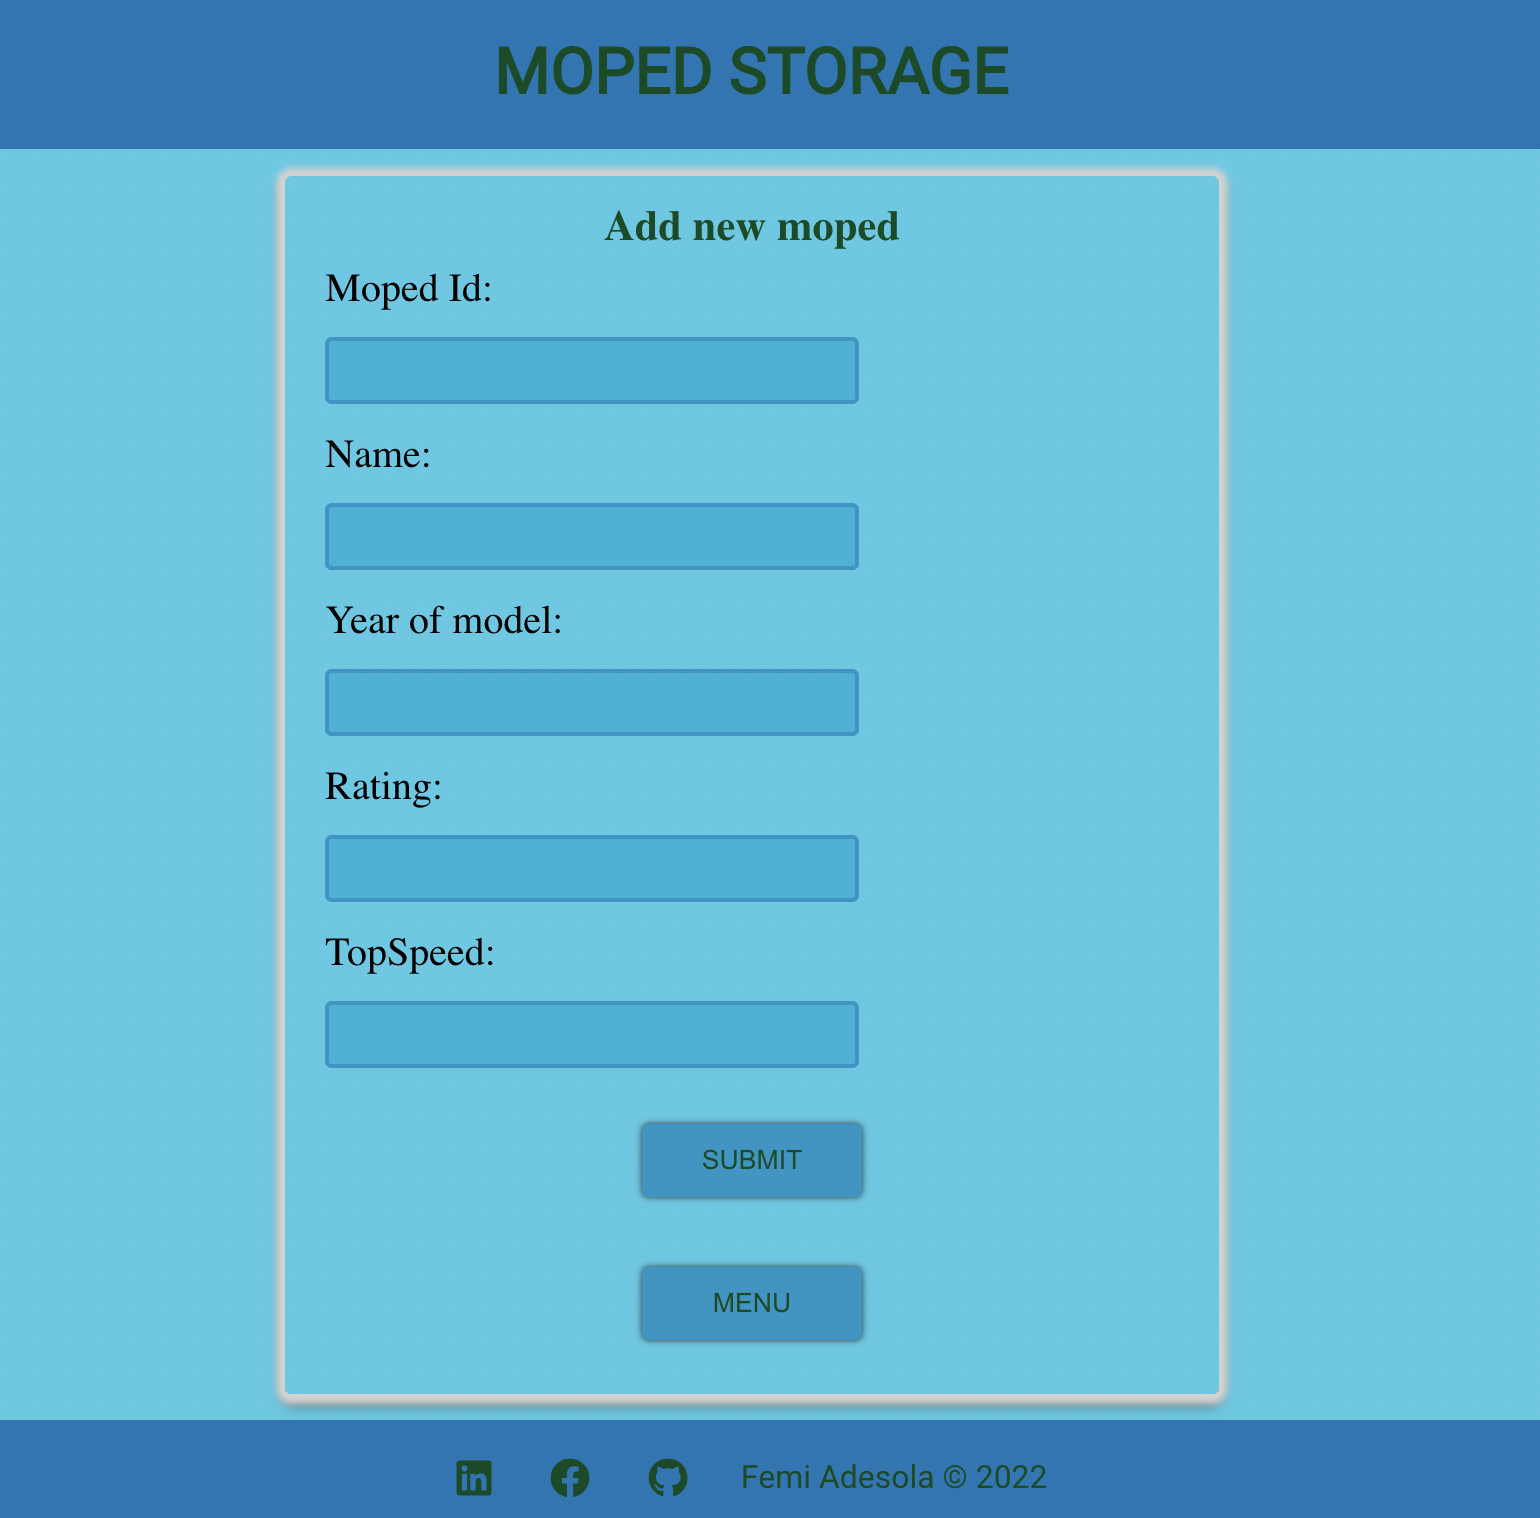 MOPED STORAGE
Add new moped
Moped Id:
Name:
Year of model:
Rating:
TopSpeed:
SUBMIT
MENU
Femi Adesola © 2022